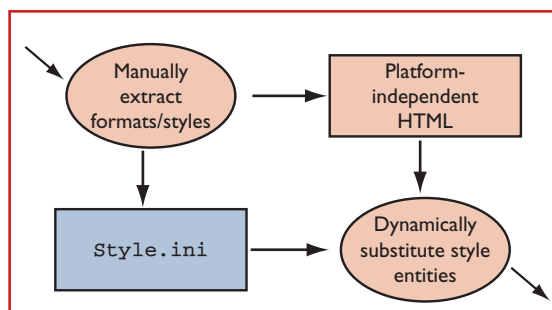 Manually
extract
formats/styles
Platform-
independent
HTML
Style.ini
Dynamically
substitute style
entities